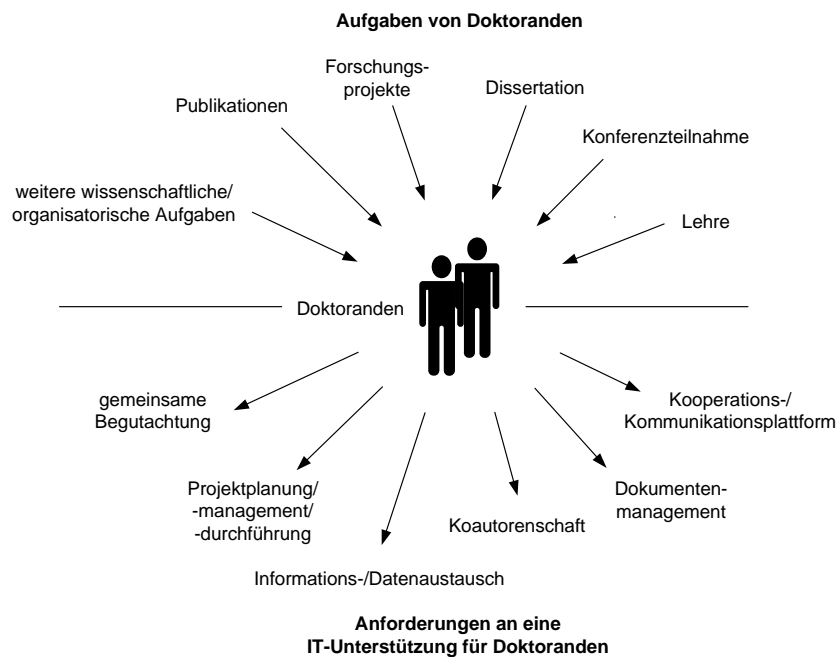 Aufgaben von Doktoranden
Forschungs-
projekte
Dissertation
Publikationen
Konferenzteilnahme
weitere wissenschaftliche/
organisatorische Aufgaben
Lehre
Doktoranden
gemeinsame
Begutachtung
Kooperations-/
Kommunikationsplattform
Projektplanung/
-management/
-durchführung
Dokumenten-
management
Koautorenschaft
Informations-/Datenaustausch
Anforderungen an eine
IT-Unterstützung für Doktoranden